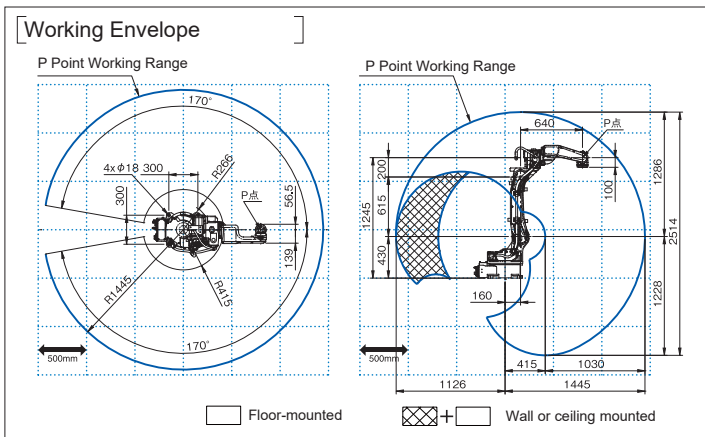 Working Envelope
P Point Working Range
170°
4x φ18 300
R266
P点
300
56.5
139
R1445
R415
170°
500mm
P Point Working Range
640
P点
200
100
1286
1245
615
2514
430
160
1228
500mm
415
1030
1126
1445
Floor-mounted
+
Wall or ceiling mounted